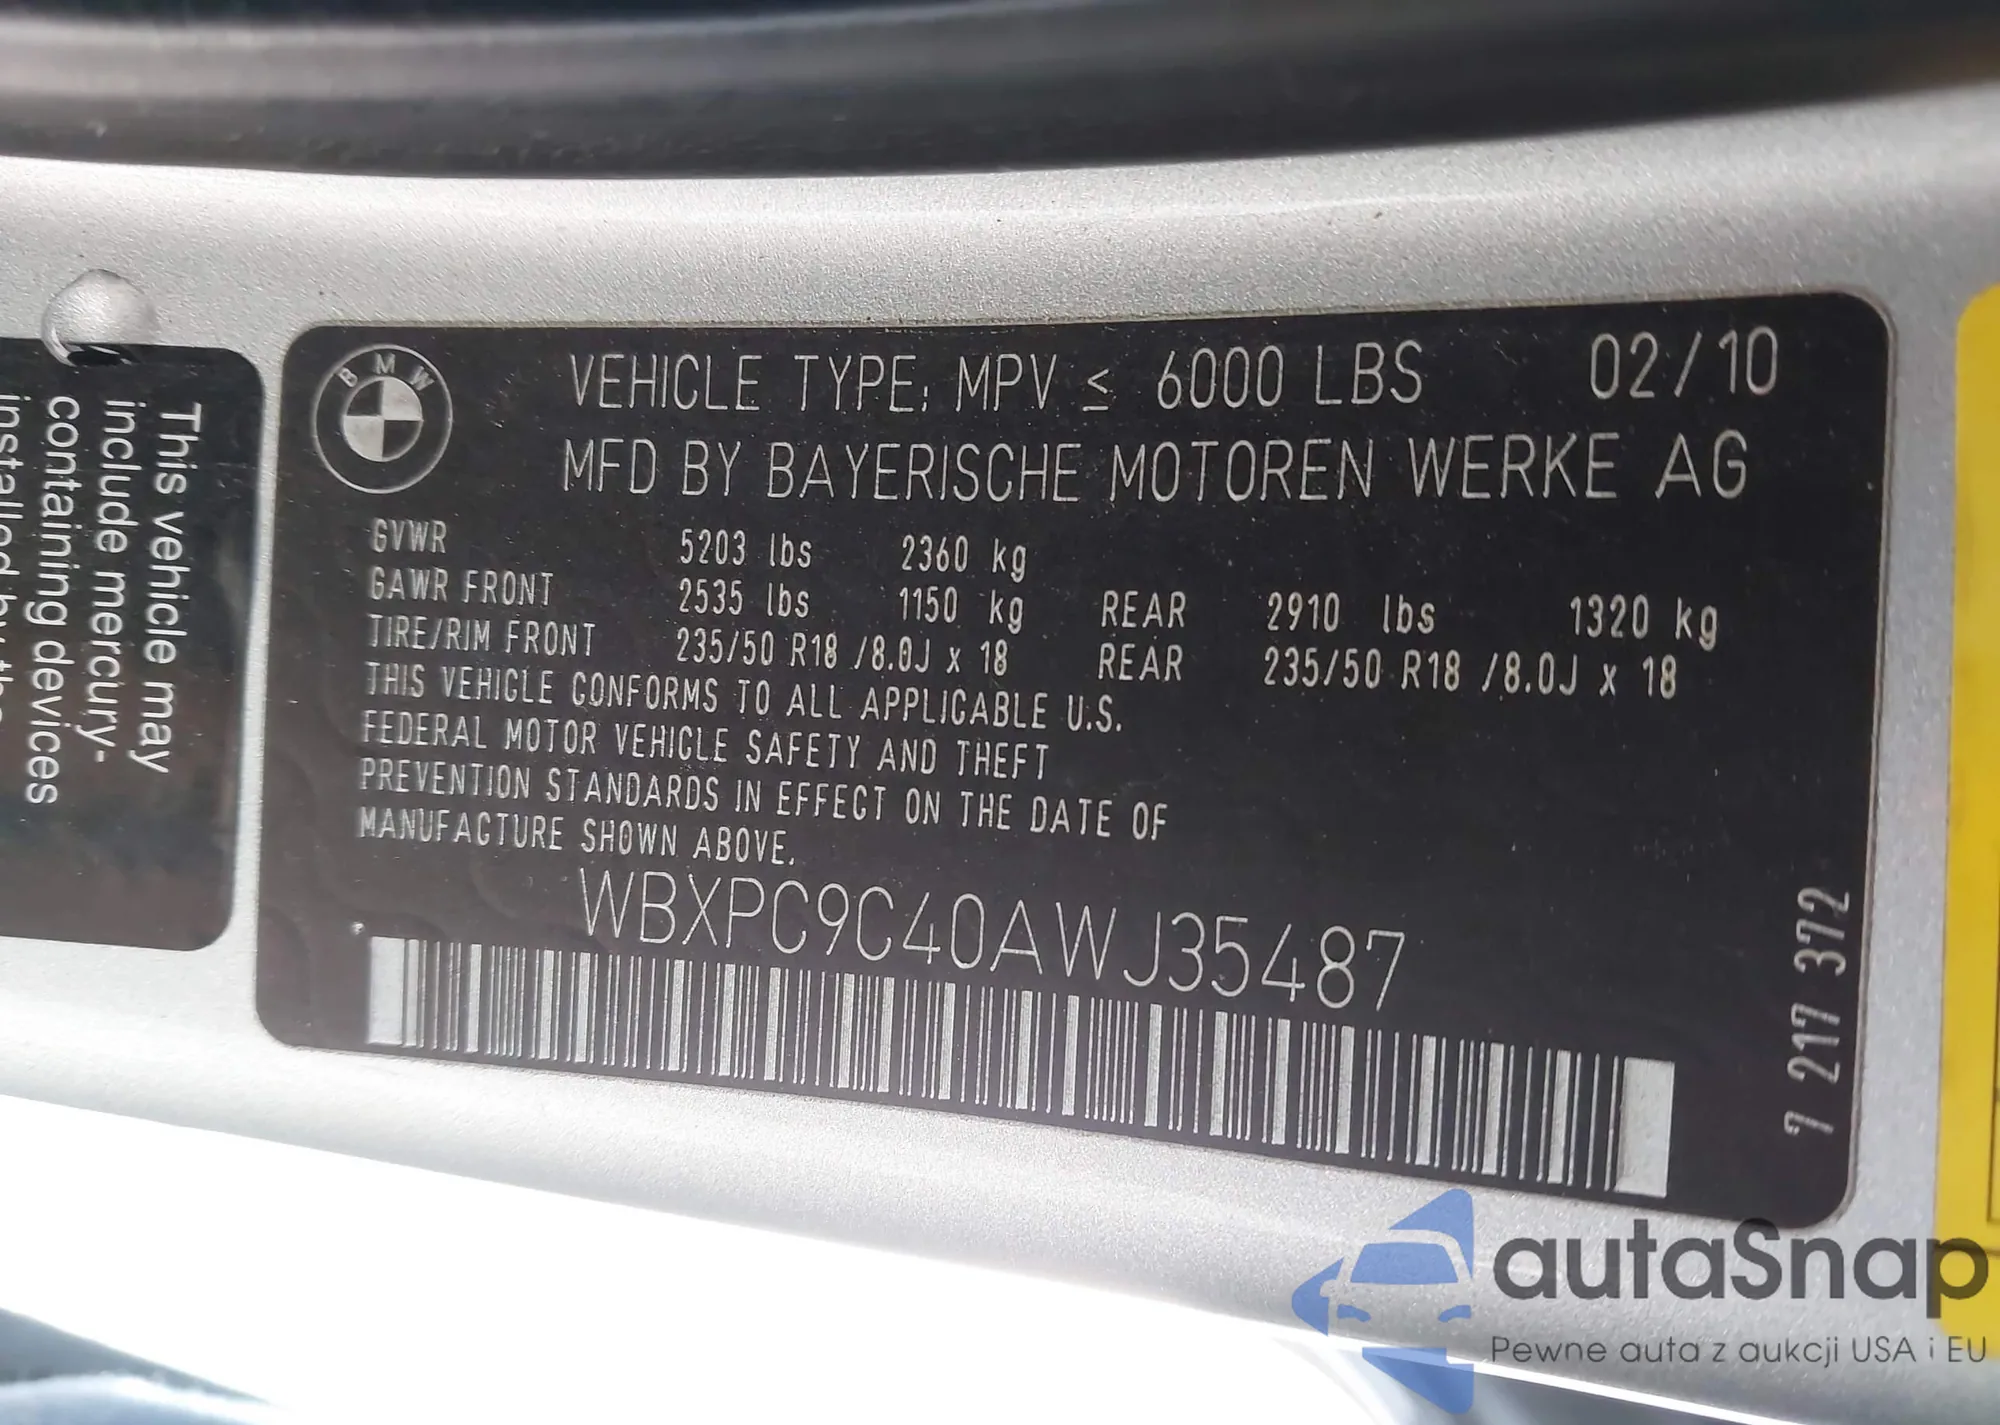 This vehicle may
include mercury-
containing devices
BMW
VEHICLE TYPE: MPV ≤ 6000 LBS 02/10
MFD BY BAYERISCHE MOTOREN WERKE AG
GVWR 5203 lbs 2360 kg
GAWR FRONT 2535 lbs 1150 kg REAR 2910 lbs 1320 kg
TIRE/RIM FRONT 235/50 R18 /8.0J x 18 REAR 235/50 R18 /8.0J x 18
THIS VEHICLE CONFORMS TO ALL APPLICABLE U.S.
FEDERAL MOTOR VEHICLE SAFETY AND THEFT
PREVENTION STANDARDS IN EFFECT ON THE DATE OF
MANUFACTURE SHOWN ABOVE.
WBXPC9C40AWJ35487
7 217 372
autaSnap
Pewne auta z aukcji USA i EU